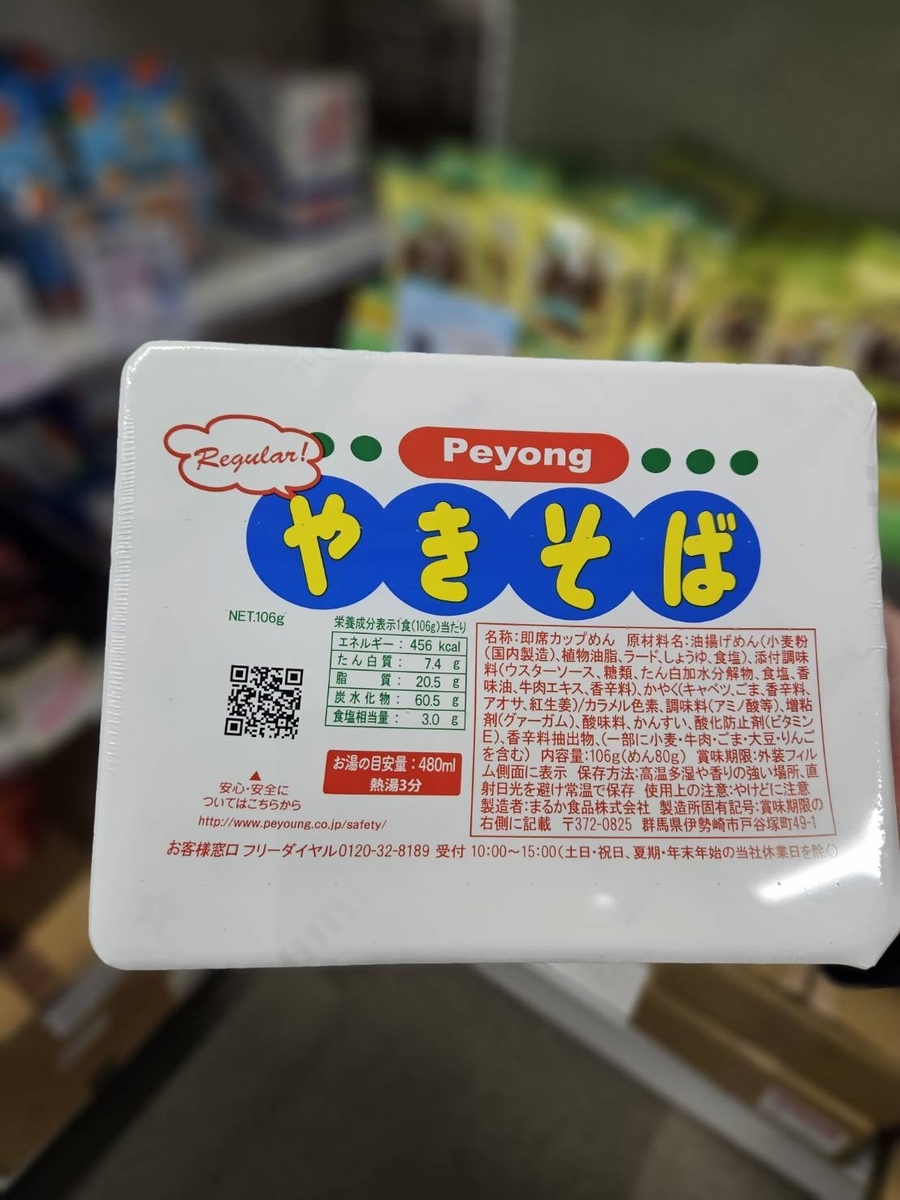 Regular!
Peyong
やきそば
NET.106g
栄養成分表示1食(106g)当たり
エネルギー: 456 kcal
たん白質: 7.4 g
脂質: 20.5 g
炭水化物: 60.5 g
食塩相当量: 3.0 g
お湯の目安量:480ml
熱湯3分
安心・安全に
ついてはこちらから
http://www.peyoung.co.jp/safety/
名称:即席カップめん 原材料名:油揚げめん(小麦粉
(国内製造)、植物油脂、ラード、しょうゆ、食塩)、添付調味
料(ウスターソース、糖類、たん白加水分解物、食塩、香
味油、牛肉エキス、香辛料)、かやく(キャベツ、ごま、香辛料、
アオサ、紅生姜)/カラメル色素、調味料(アミノ酸等)、増粘
剤(グァーガム)、酸味料、かんすい、酸化防止剤(ビタミン
E)、香辛料抽出物、(一部に小麦・牛肉・ごま・大豆・りんご
を含む) 内容量:106g(めん80g) 賞味期限:外装フィル
ム側面に表示 保存方法:高温多湿や香りの強い場所、直
射日光を避け常温で保存 使用上の注意:やけどに注意
製造者:まるか食品株式会社 製造所固有記号:賞味期限の
右側に記載 〒372-0825 群馬県伊勢崎市戸谷塚町49-1
お客様窓口 フリーダイヤル0120-32-8189 受付 10:00～15:00(土日・祝日、夏期・年末年始の当社休業日を除く)